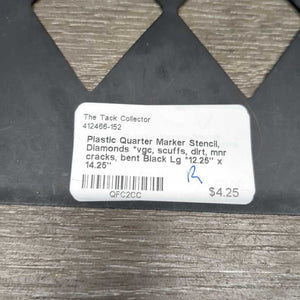 The Tack Collector
412466-152
Plastic Quarter Marker Stencil,
Diamonds *vgc, scuffs, dirt, mnr
cracks, bent Black Lg *12.25" x
14.25"
R
QFC2CC
$4.25